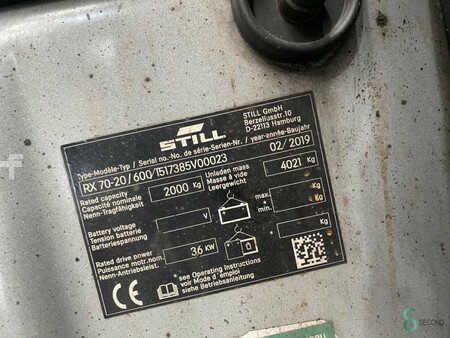 STILL
STILL GmbH
Berzeliusstr.10
D-22113 Hamburg
Type-Modèle-Typ / Serial no.-No. de série-Serien-Nr. / year-année-Baujahr
RX 70-20/600/T517385V00023 02/2019
Rated capacity
Capacité nominale
Nenn-Tragfähigkeit
2000 Kg
Unladen mass
Masse à vide
Leergewicht
4021 Kg
Battery voltage
Tension batterie
Batteriespannung
V
max.
+
min.
Kg
Kg
Rated drive power
Puissance motr.nom.
Nenn-Antriebsleist.
36 KW
Kg
CE
see Operating Instructions
voir Mode d'emploi
siehe Betriebsanleitung
SECOND